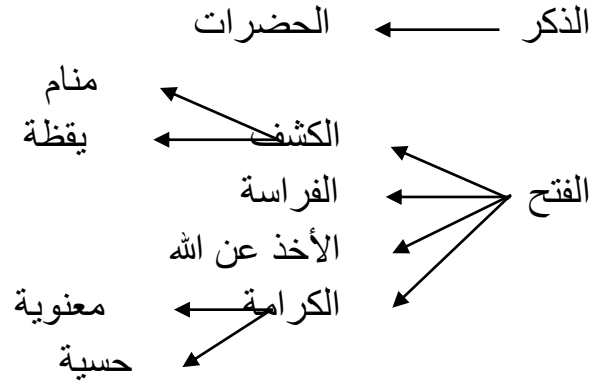 الذكر الحضرات
منام
الكشف يقظة
الفتح الفراسة
الأخذ عن الله
الكرامة معنوية
حسية